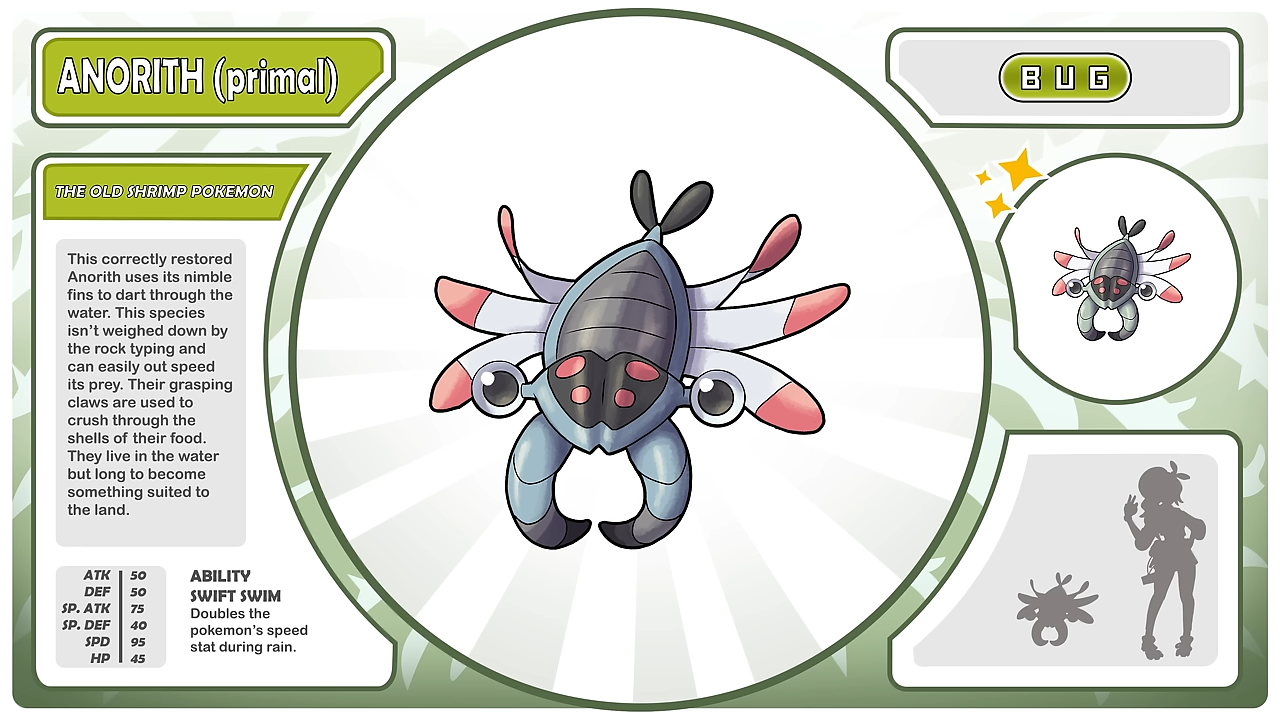 ANORITH (primal)
BUG
THE OLD SHRIMP POKEMON
This correctly restored
Anorith uses its nimble
fins to dart through the
water. This species
isn't weighed down by
the rock typing and
can easily out speed
its prey. Their grasping
claws are used to
crush through the
shells of their food.
They live in the water
but long to become
something suited to
the land.
ATK 50
DEF 50
SP. ATK 75
SP. DEF 40
SPD 95
HP 45
ABILITY
SWIFT SWIM
Doubles the
pokemon's speed
stat during rain.